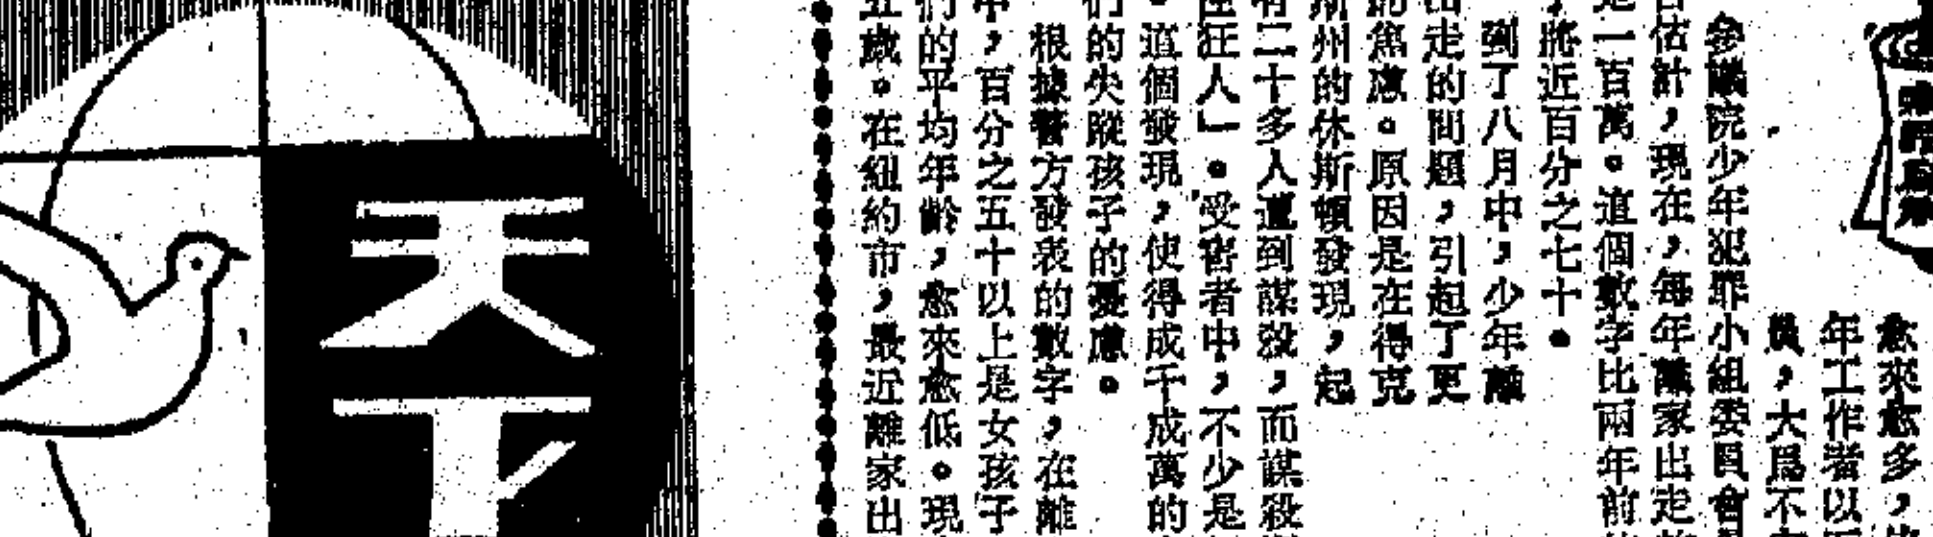 愈來愈多，
年工作者以
，大爲不
參議院少年犯罪小組委員會
估計，現在，每年離家出走
是一百萬。這個數字比兩年前
將近百分之七十。
到了八月中，少年離
出走的問題，引起了更
的焦慮。原因是在得克
斯州的休斯頓發現，起
有二十多人遭到謀殺，而謀殺
狂人」。受害者中，不少是
。這個發現，使得成千成萬的
們的失蹤孩子的憂慮。
根據警方發表的數字，在離
中，百分之五十以上是女孩子
們的平均年齡，愈來愈低。現
五歲。在紐約市，最近離家出
天下